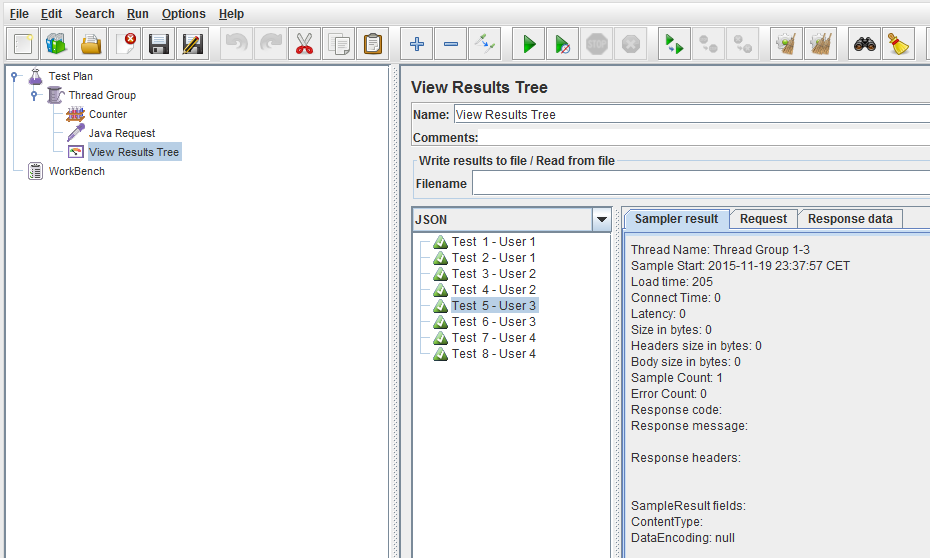 File Edit Search Run Options Help
STOP
Test Plan
Thread Group
Counter
Java Request
View Results Tree
WorkBench
View Results Tree
Name: View Results Tree
Comments:
Write results to file / Read from file
Filename
JSON
Test 1 - User 1
Test 2 - User 1
Test 3 - User 2
Test 4 - User 2
Test 5 - User 3
Test 6 - User 3
Test 7 - User 4
Test 8 - User 4
Sampler result Request Response data
Thread Name: Thread Group 1-3
Sample Start: 2015-11-19 23:37:57 CET
Load time: 205
Connect Time: 0
Latency: 0
Size in bytes: 0
Headers size in bytes: 0
Body size in bytes: 0
Sample Count: 1
Error Count: 0
Response code:
Response message:
Response headers:
SampleResult fields:
ContentType:
DataEncoding: null